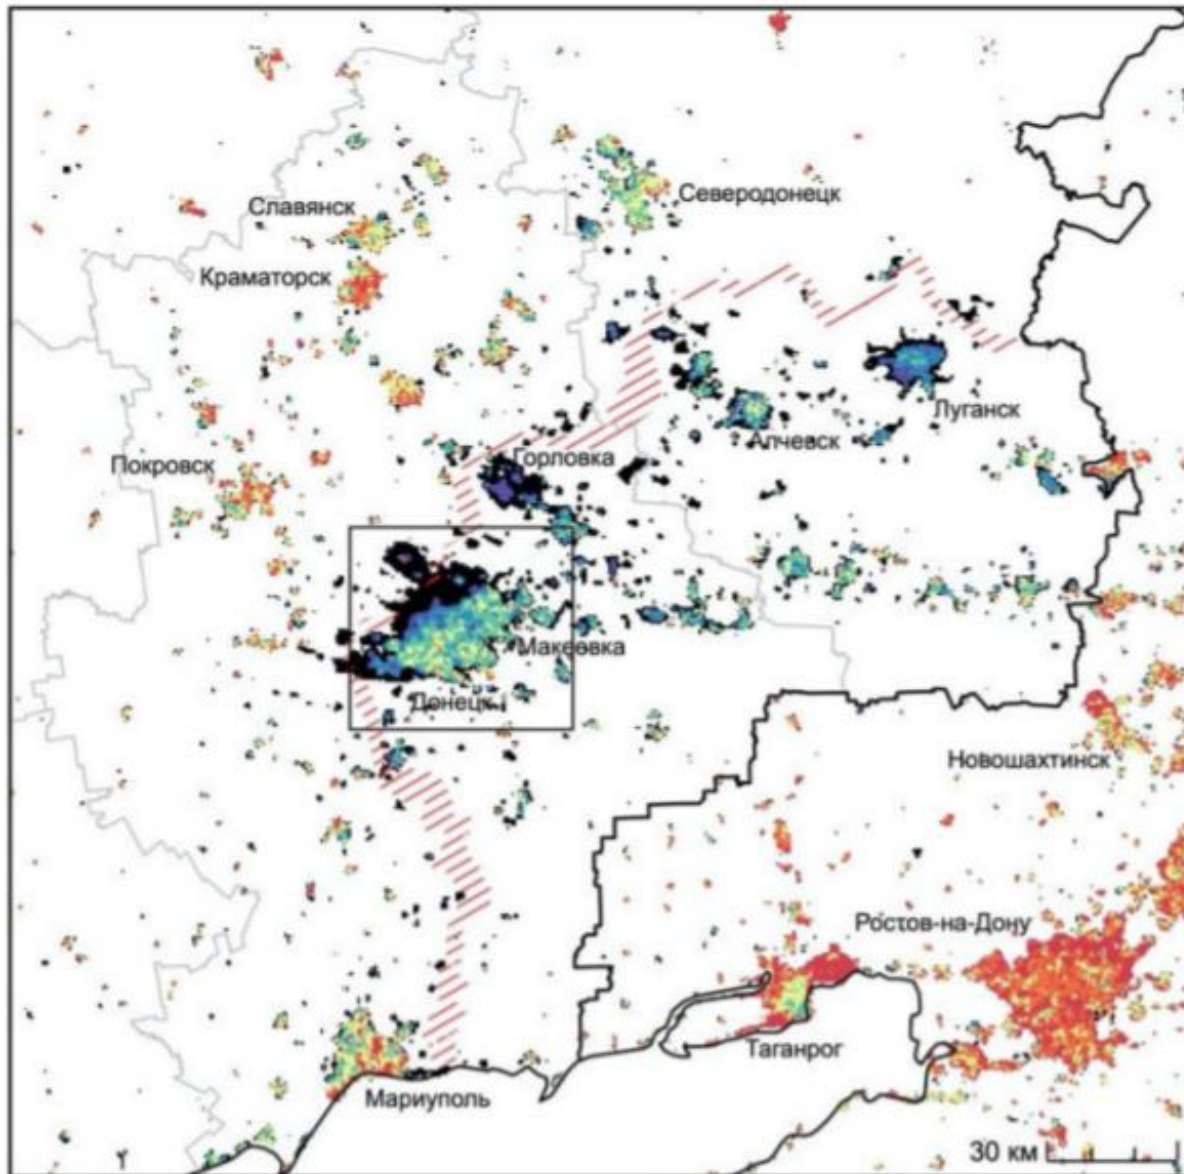 Славянск
Северодонецк
Краматорск
Луганск
Алчевск
Горловка
Покровск
Макеевка
Донецк
Новошахтинск
Ростов-на-Дону
Таганрог
Мариуполь
30 км